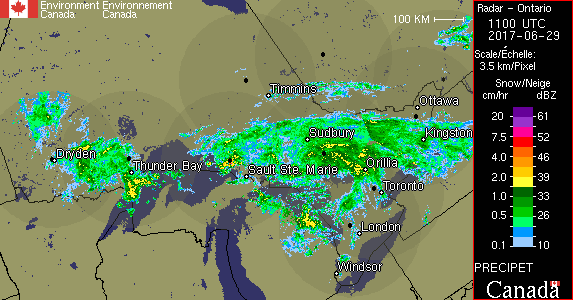 Environment Environnement
Canada Canada
100 KM
Timmins
Ottawa
Sudbury
Kingston
Dryden
Thunder Bay
Sault Ste. Marie
Orillia
Toronto
London
Windsor
Radar - Ontario
1100 UTC
2017-06-29
Scale/Échelle:
3.5 km/Pixel
Snow/Neige
cm/hr dBZ
20 61
7.5 52
4.0 46
2.0 39
1.0 33
0.5 26
0.1 10
PRECIPET
Canada